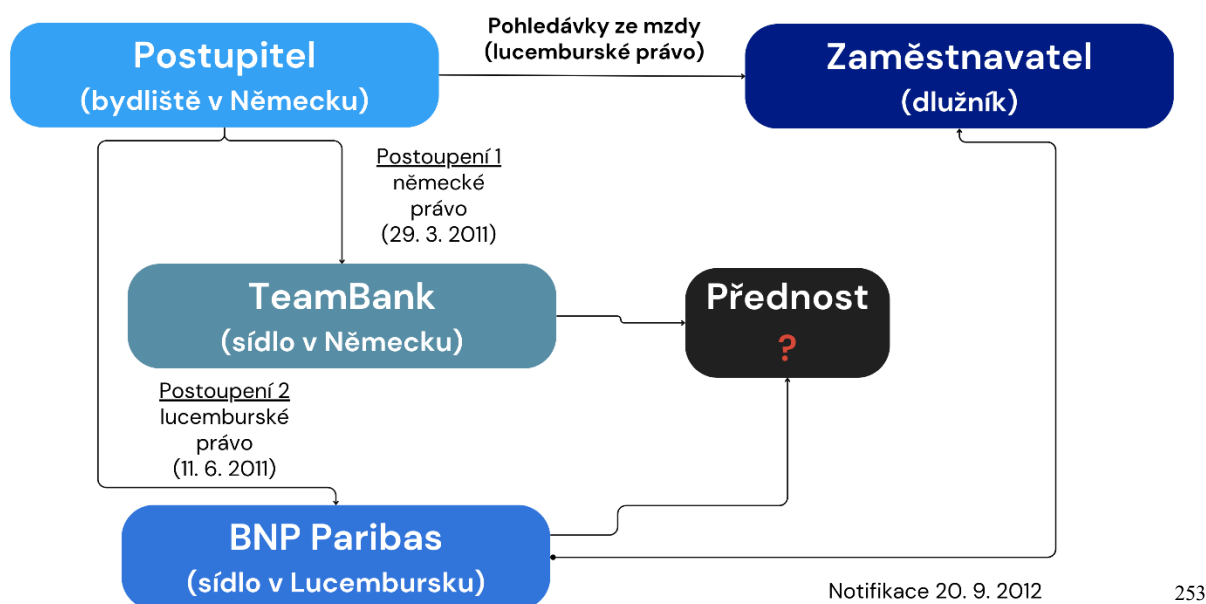 Postupitel
(bydliště v Německu)
Pohledávky ze mzdy
(lucemburské právo)
Zaměstnavatel
(dlužník)
Postoupení 1
německé
právo
(29. 3. 2011)
TeamBank
(sídlo v Německu)
Přednost
?
Postoupení 2
lucemburské
právo
(11. 6. 2011)
BNP Paribas
(sídlo v Lucembursku)
Notifikace 20. 9. 2012
253